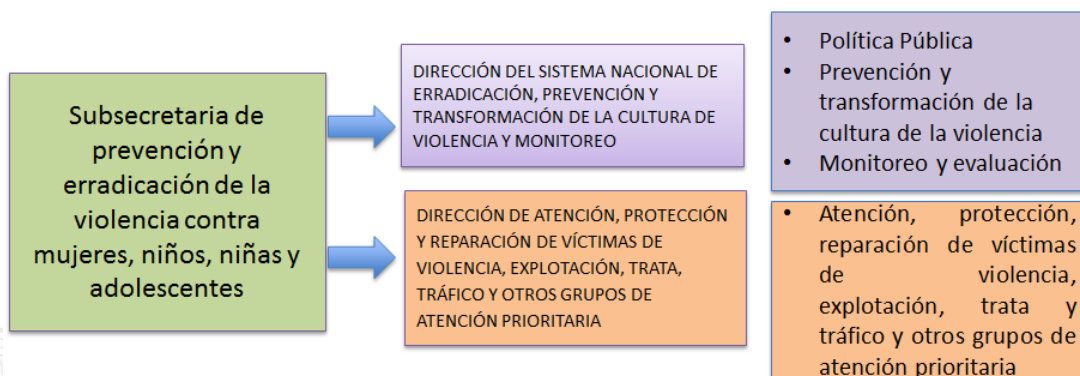 Subsecretaria de
prevención y
erradicación de la
violencia contra
mujeres, niños, niñas y
adolescentes
DIRECCIÓN DEL SISTEMA NACIONAL DE
ERRADICACIÓN, PREVENCIÓN Y
TRANSFORMACIÓN DE LA CULTURA DE
VIOLENCIA Y MONITOREO
• Política Pública
• Prevención y
transformación de la
cultura de la violencia
• Monitoreo y evaluación
DIRECCIÓN DE ATENCIÓN, PROTECCIÓN
Y REPARACIÓN DE VÍCTIMAS DE
VIOLENCIA, EXPLOTACIÓN, TRATA,
TRÁFICO Y OTROS GRUPOS DE
ATENCIÓN PRIORITARIA
• Atención, protección,
reparación de víctimas
de violencia,
explotación, trata y
tráfico y otros grupos de
atención prioritaria